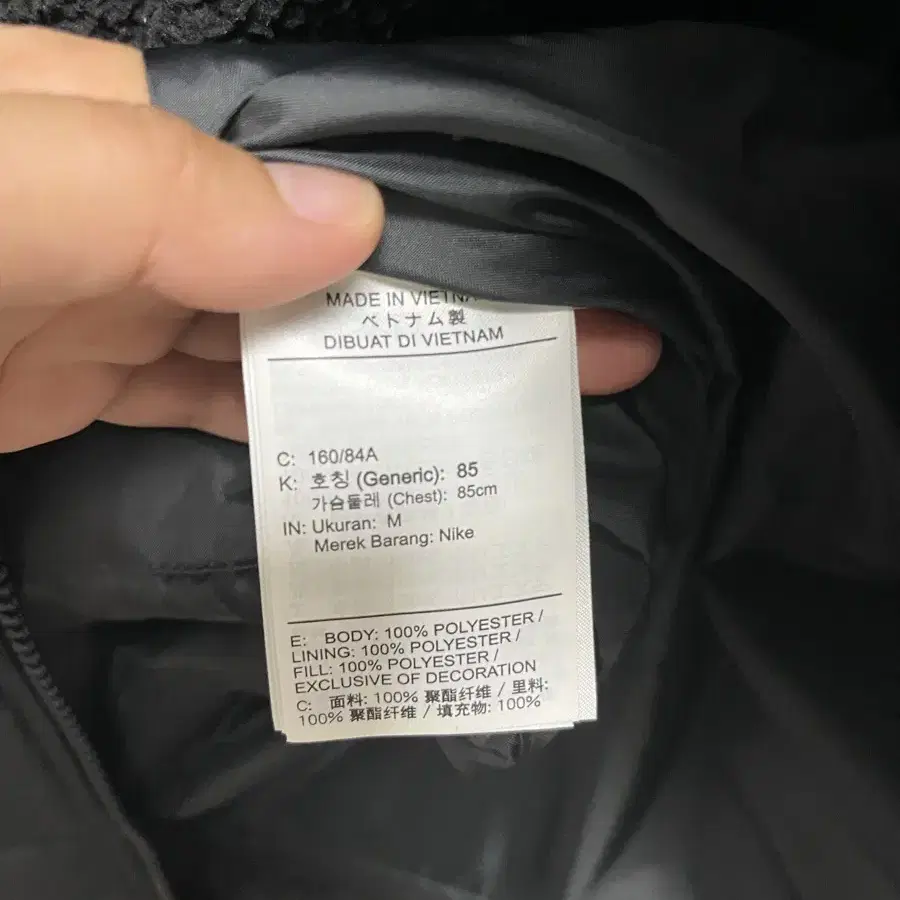 MADE IN VIETNA
ベトナム製
DIBUAT DI VIETNAM
C: 160/84A
K: 호칭 (Generic): 85
가슴둘레 (Chest): 85cm
IN: Ukuran: M
Merek Barang: Nike
E: BODY: 100% POLYESTER /
LINING: 100% POLYESTER /
FILL: 100% POLYESTER /
EXCLUSIVE OF DECORATION
C: 面料: 100% 聚酯纤维 / 里料:
100% 聚酯纤维 / 填充物: 100%